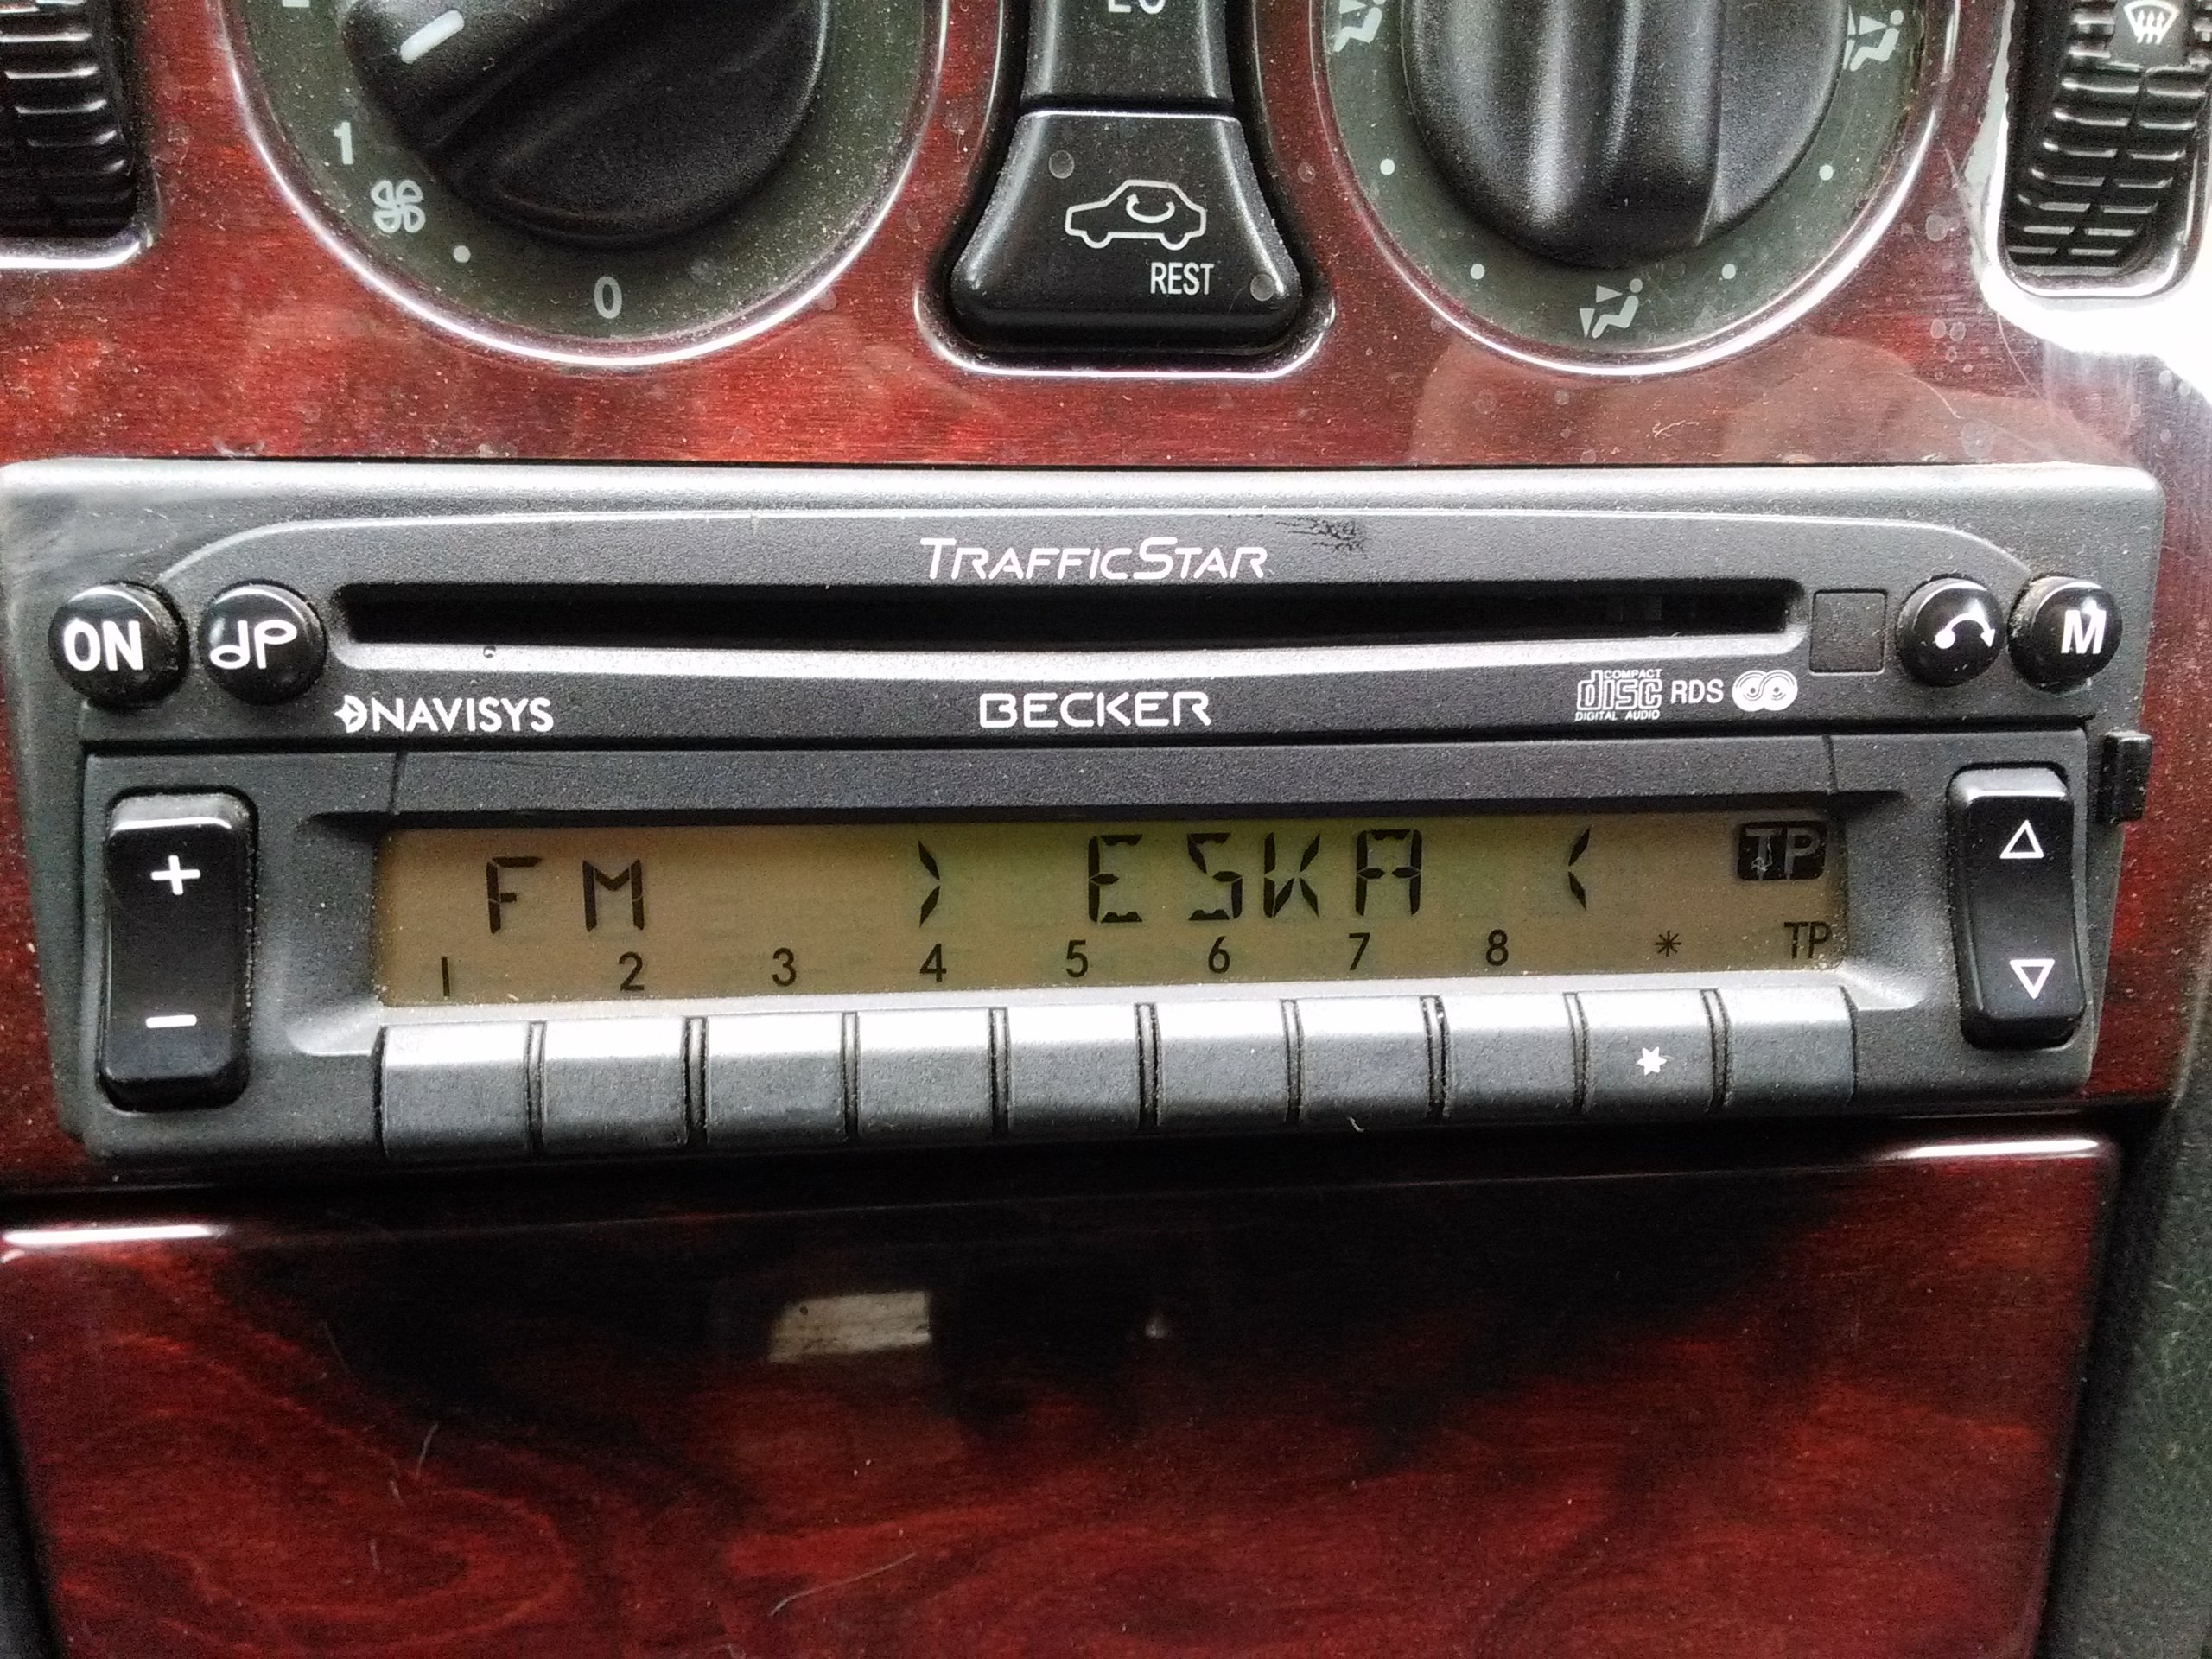 1
0
REST
TRAFFICSTAR
ON
M
NAVISYS
BECKER
COMPACT
disc
DIGITAL AUDIO
RDS
FM > ESKA < TP
1 2 3 4 5 6 7 8 * TP
+
−